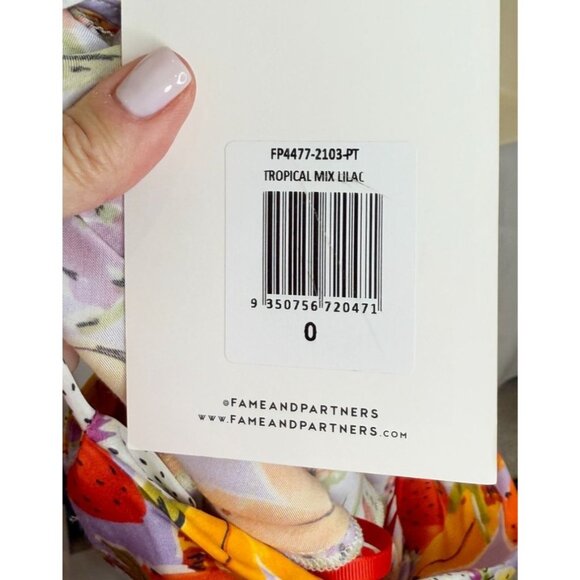 FP4477-2103-PT
TROPICAL MIX LILAC
9 350756 720471
0
@FAMEANDPARTNERS
WWW.FAMEANDPARTNERS.COM